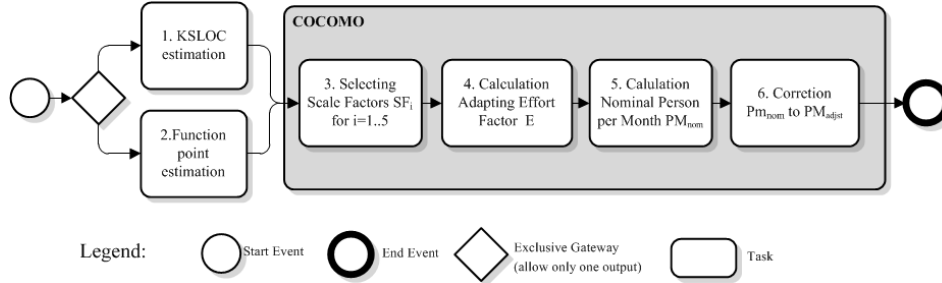 COCOMO
1. KSLOC
estimation
2.Function
point
estimation
3. Selecting
Scale Factors SFi
for i=1..5
4. Calculation
Adapting Effort
Factor E
5. Calulation
Nominal Person
per Month PMnom
6. Corretion
Pmnom to PMadjst
Legend:
Start Event
End Event
Exclusive Gateway
(allow only one output)
Task